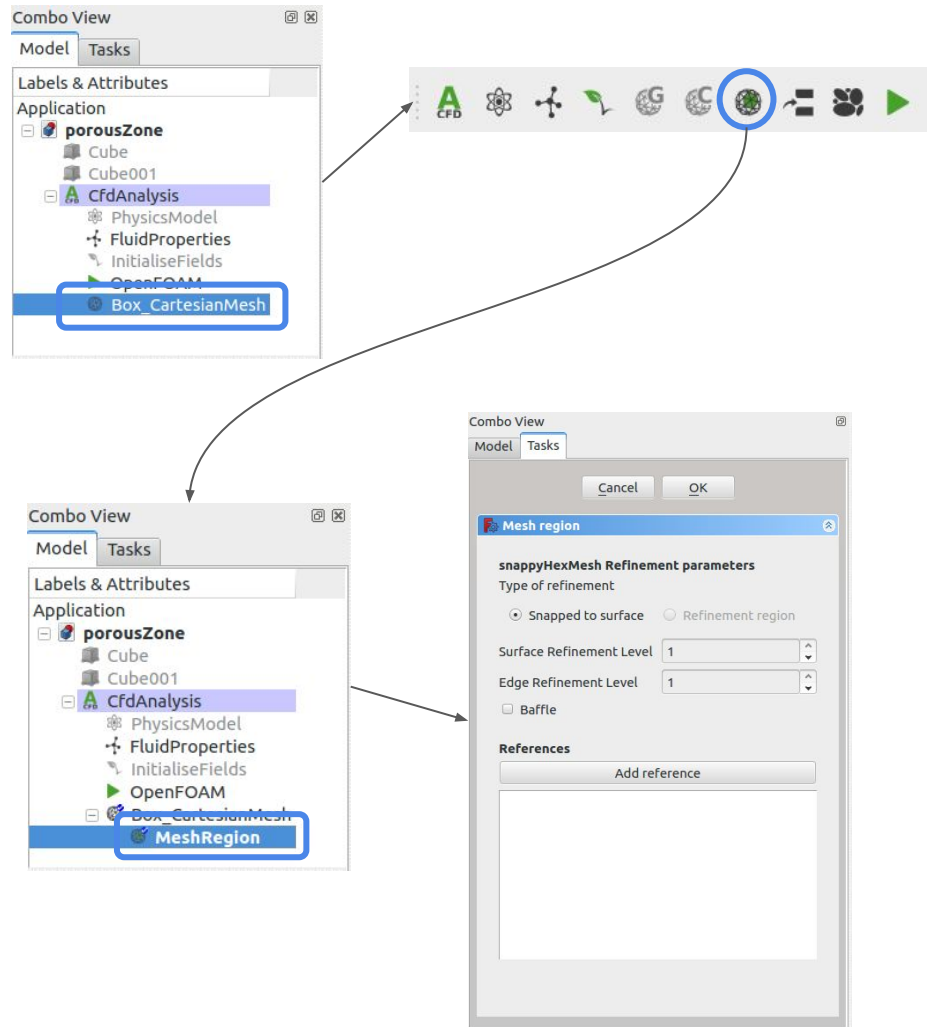 Combo View
Model Tasks
Labels & Attributes
Application
porousZone
Cube
Cube001
CfdAnalysis
PhysicsModel
FluidProperties
InitialiseFields
OpenFOAM
Box_CartesianMesh
A
CFD
G
C
Combo View
Model Tasks
Labels & Attributes
Application
porousZone
Cube
Cube001
CfdAnalysis
PhysicsModel
FluidProperties
InitialiseFields
OpenFOAM
Box_CartesianMesh
MeshRegion
Combo View
Model Tasks
Cancel OK
Mesh region
snappyHexMesh Refinement parameters
Type of refinement
Snapped to surface Refinement region
Surface Refinement Level 1
Edge Refinement Level 1
Baffle
References
Add reference